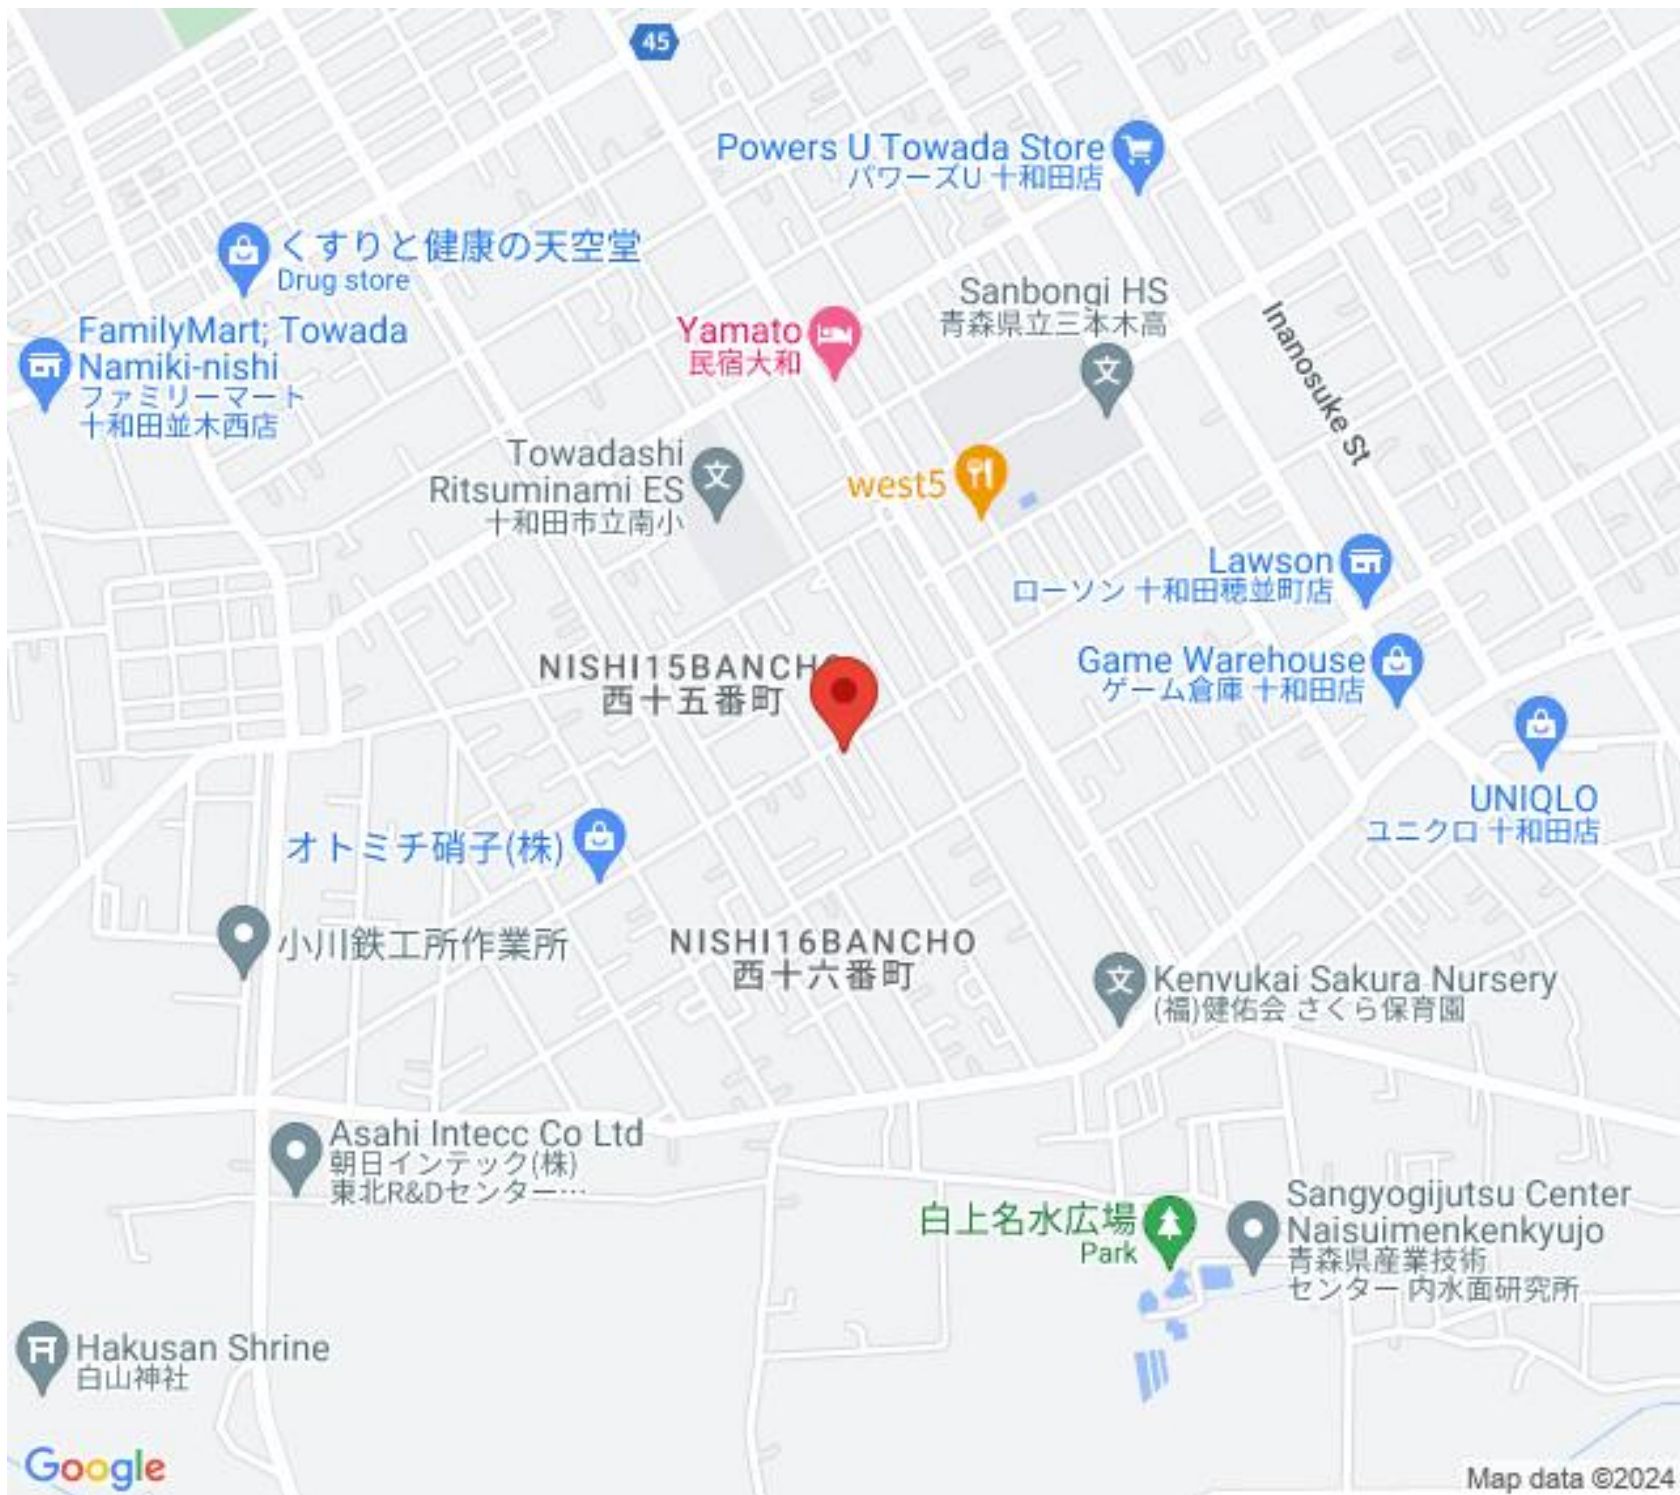 45
Powers U Towada Store
パワーズU 十和田店
くすりと健康の天空堂
Drug store
Sanbongi HS
青森県立三本木高
Inanosuke St
FamilyMart; Towada
Namiki-nishi
ファミリーマート
十和田並木西店
Yamato
民宿大和
Towadashi
Ritsuminami ES
十和田市立南小
west5
Lawson
ローソン 十和田穂並町店
NISHI15BANCHO
西十五番町
Game Warehouse
ゲーム倉庫 十和田店
UNIQLO
ユニクロ 十和田店
オトミチ硝子(株)
小川鉄工所作業所
NISHI16BANCHO
西十六番町
Kenvukai Sakura Nursery
(福)健佑会 さくら保育園
Asahi Intecc Co Ltd
朝日インテック(株)
東北R&Dセンター…
白上名水広場
Park
Sangyogijutsu Center
Naisuimenkenkyujo
青森県産業技術
センター 内水面研究所
Hakusan Shrine
白山神社
Google
Map data ©2024